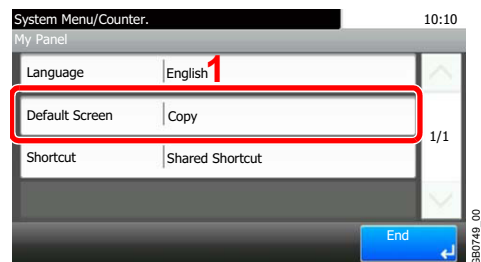 System Menu/Counter. 10:10
My Panel
Language English 1
Default Screen Copy
1/1
Shortcut Shared Shortcut
End
GB0749_00